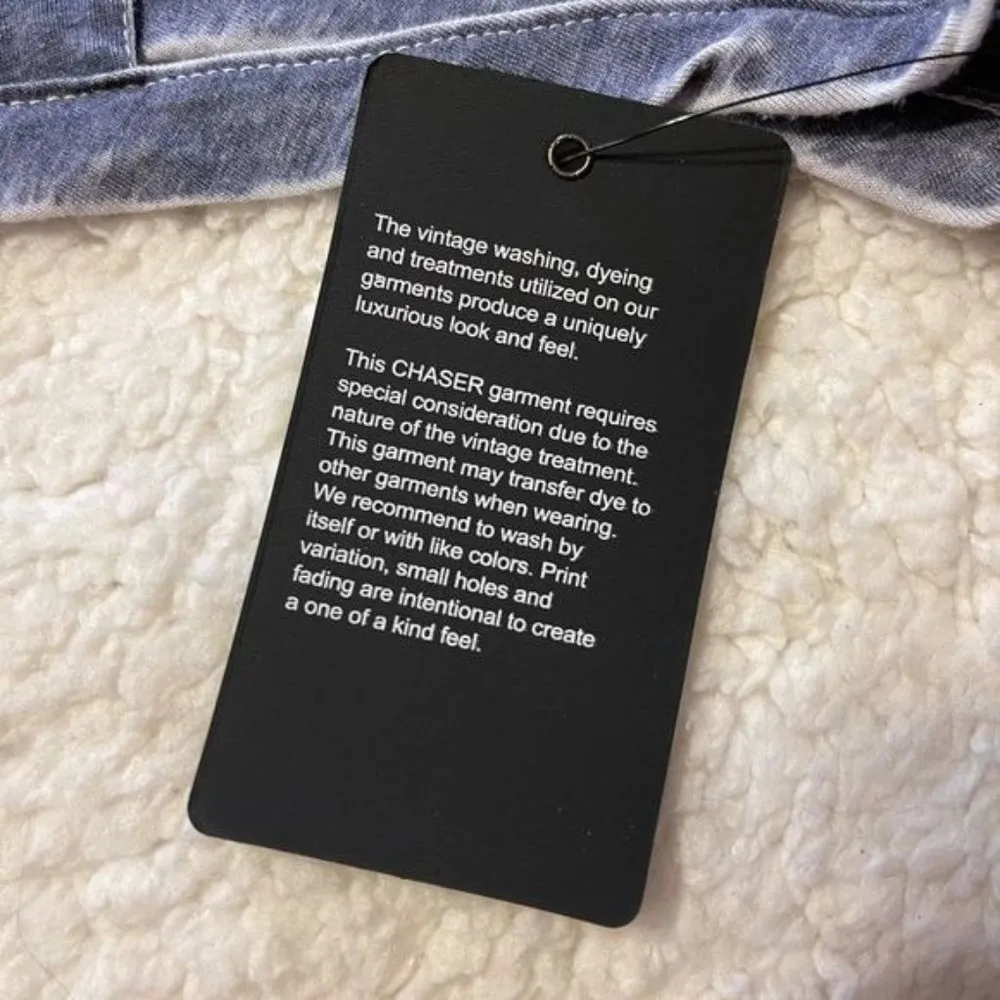 The vintage washing, dyeing
and treatments utilized on our
garments produce a uniquely
luxurious look and feel.
This CHASER garment requires
special consideration due to the
nature of the vintage treatment.
This garment may transfer dye to
other garments when wearing.
We recommend to wash by
itself or with like colors. Print
variation, small holes and
fading are intentional to create
a one of a kind feel.